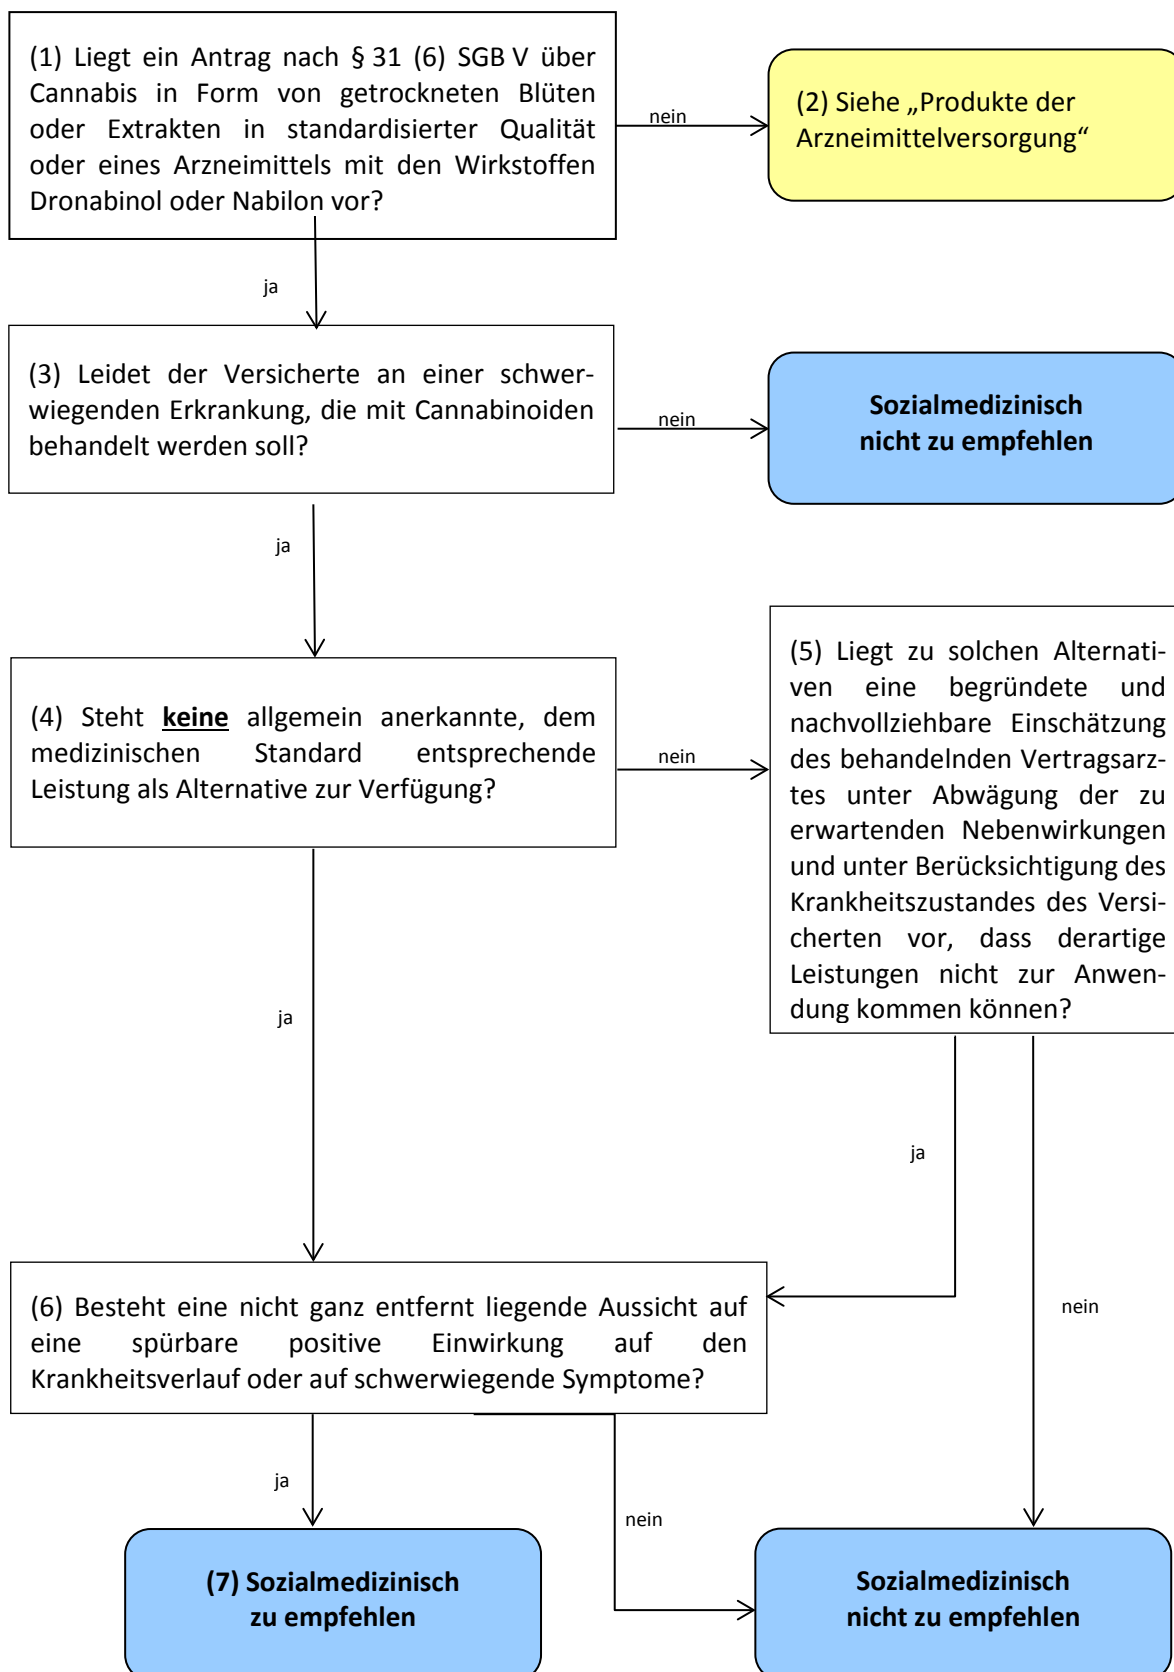 (1) Liegt ein Antrag nach § 31 (6) SGB V über
Cannabis in Form von getrockneten Blüten
oder Extrakten in standardisierter Qualität
oder eines Arzneimittels mit den Wirkstoffen
Dronabinol oder Nabilon vor?
nein
(2) Siehe „Produkte der
Arzneimittelversorgung“
ja
(3) Leidet der Versicherte an einer schwer-
wiegenden Erkrankung, die mit Cannabinoiden
behandelt werden soll?
nein
Sozialmedizinisch
nicht zu empfehlen
ja
(4) Steht keine allgemein anerkannte, dem
medizinischen Standard entsprechende
Leistung als Alternative zur Verfügung?
nein
(5) Liegt zu solchen Alternati-
ven eine begründete und
nachvollziehbare Einschätzung
des behandelnden Vertragsarz-
tes unter Abwägung der zu
erwartenden Nebenwirkungen
und unter Berücksichtigung des
Krankheitszustandes des Versi-
cherten vor, dass derartige
Leistungen nicht zur Anwen-
dung kommen können?
ja
ja
nein
(6) Besteht eine nicht ganz entfernt liegende Aussicht auf
eine spürbare positive Einwirkung auf den
Krankheitsverlauf oder auf schwerwiegende Symptome?
ja
nein
(7) Sozialmedizinisch
zu empfehlen
Sozialmedizinisch
nicht zu empfehlen